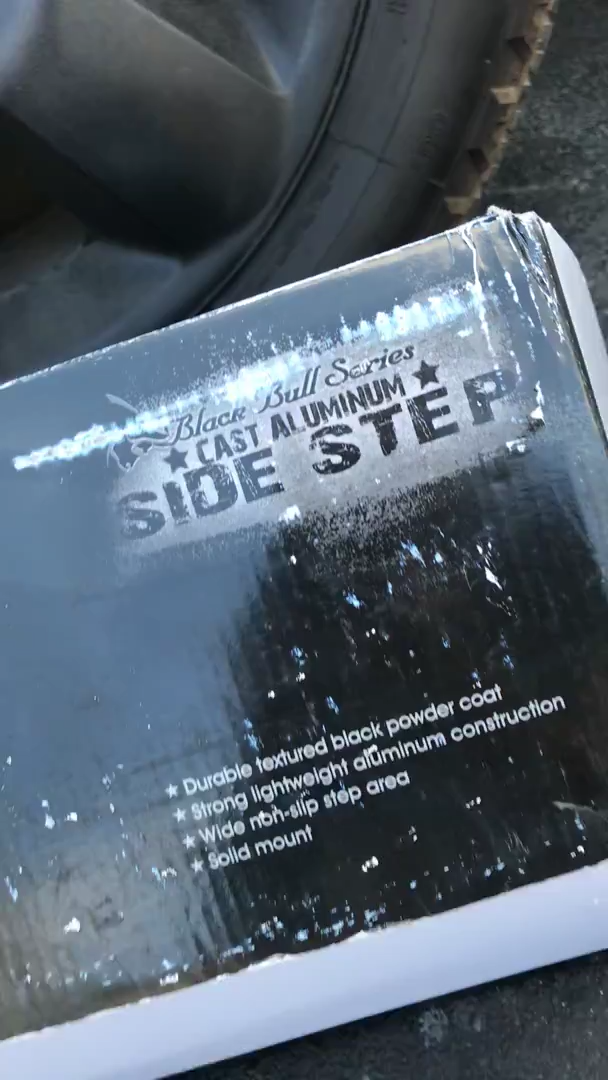 Black Bull Series
★ CAST ALUMINUM ★
SIDE STEP
★ Durable textured black powder coat
★ Strong lightweight aluminum construction
★ Wide non-slip step area
★ Solid mount